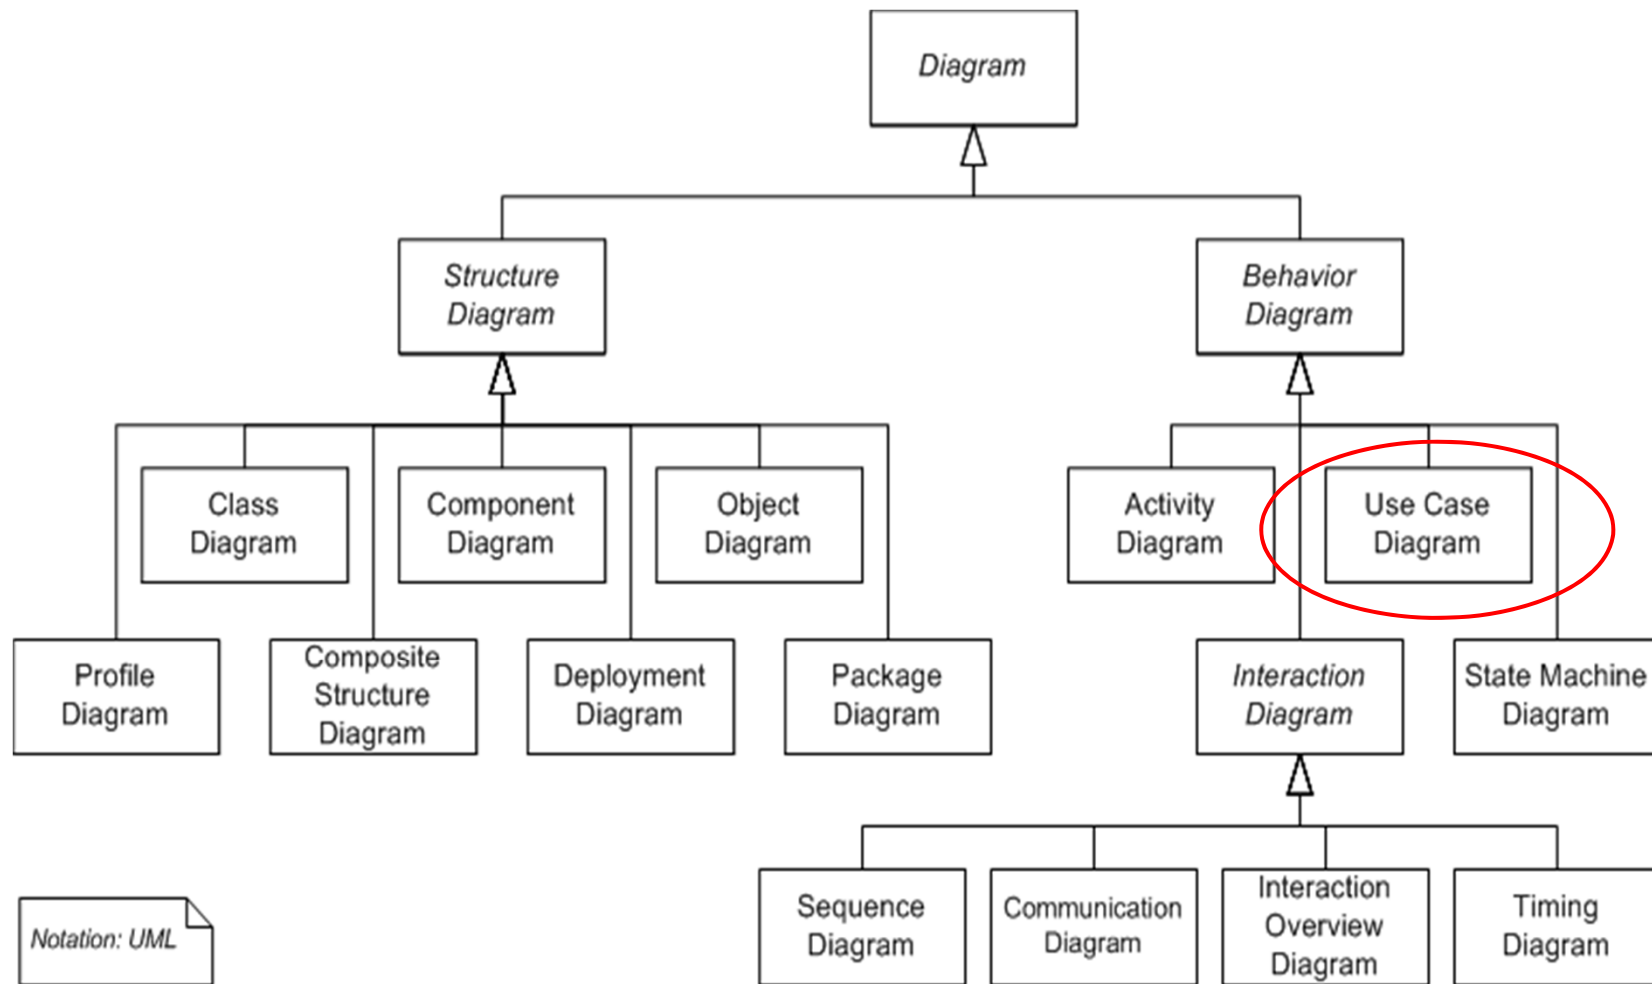 Diagram
Structure
Diagram
Behavior
Diagram
Class
Diagram
Component
Diagram
Object
Diagram
Activity
Diagram
Use Case
Diagram
Profile
Diagram
Composite
Structure
Diagram
Deployment
Diagram
Package
Diagram
Interaction
Diagram
State Machine
Diagram
Sequence
Diagram
Communication
Diagram
Interaction
Overview
Diagram
Timing
Diagram
Notation: UML